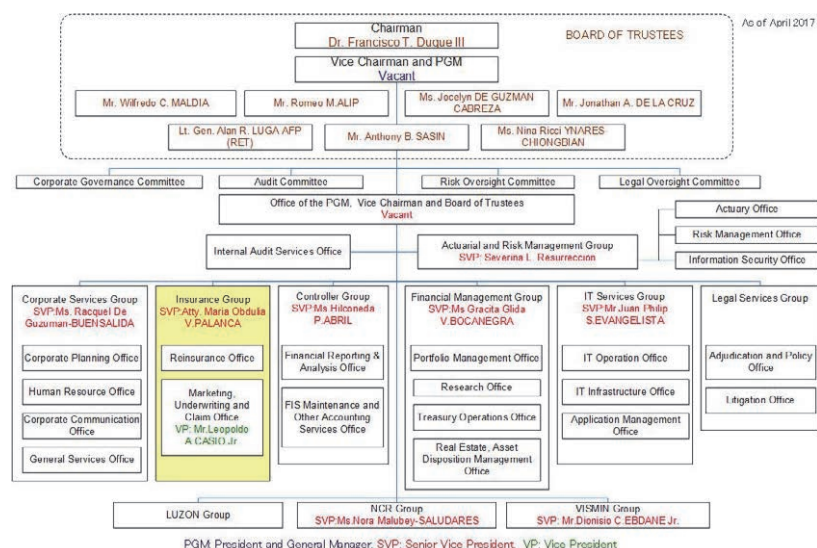 As of April 2017
Chairman
Dr. Francisco T. Duque III
BOARD OF TRUSTEES
Vice Chairman and PGM
Vacant
Mr. Wilfredo C. MALDIA
Mr. Romeo M.ALIP
Ms. Jocelyn DE GUZMAN
CABREZA
Mr. Jonathan A. DE LA CRUZ
Lt. Gen. Alan R. LUGA AFP
(RET)
Mr. Anthony B. SASIN
Ms. Nina Ricci YNARES
CHIONGBIAN
Corporate Governance Committee
Audit Committee
Risk Oversight Committee
Legal Oversight Committee
Office of the PGM, Vice Chairman and Board of Trustees
Vacant
Actuary Office
Risk Management Office
Information Security Office
Internal Audit Services Office
Actuarial and Risk Management Group
SVP: Severina L. Resurreccion
Corporate Services Group
SVP:Ms. Racquel De
Guzuman-BUENSALIDA
Corporate Planning Office
Human Resource Office
Corporate Communication
Office
General Services Office
Insurance Group
SVP:Atty. Maria Obdulia
V.PALANCA
Reinsurance Office
Marketing,
Underwriting and
Claim Office
VP: Mr.Leopoldo
A.CASIO Jr.
Controller Group
SVP:Ms.Hilconeda
P.ABRIL
Financial Reporting &
Analysis Office
FIS Maintenance and
Other Accounting
Services Office
Financial Management Group
SVP:Ms Gracita Glida
V.BOCANEGRA
Portfolio Management Office
Research Office
Treasury Operations Office
Real Estate, Asset
Disposition Management
Office
IT Services Group
SVP:Mr.Juan Philip
S.EVANGELISTA
IT Operation Office
IT Infrastructure Office
Application Management
Office
Legal Services Group
Adjudication and Policy
Office
Litigation Office
LUZON Group
NCR Group
SVP:Ms.Nora Malubey-SALUDARES
VISMIN Group
SVP: Mr.Dionisio C.EBDANE Jr.
PGM: President and General Manager, SVP: Senior Vice President, VP: Vice President